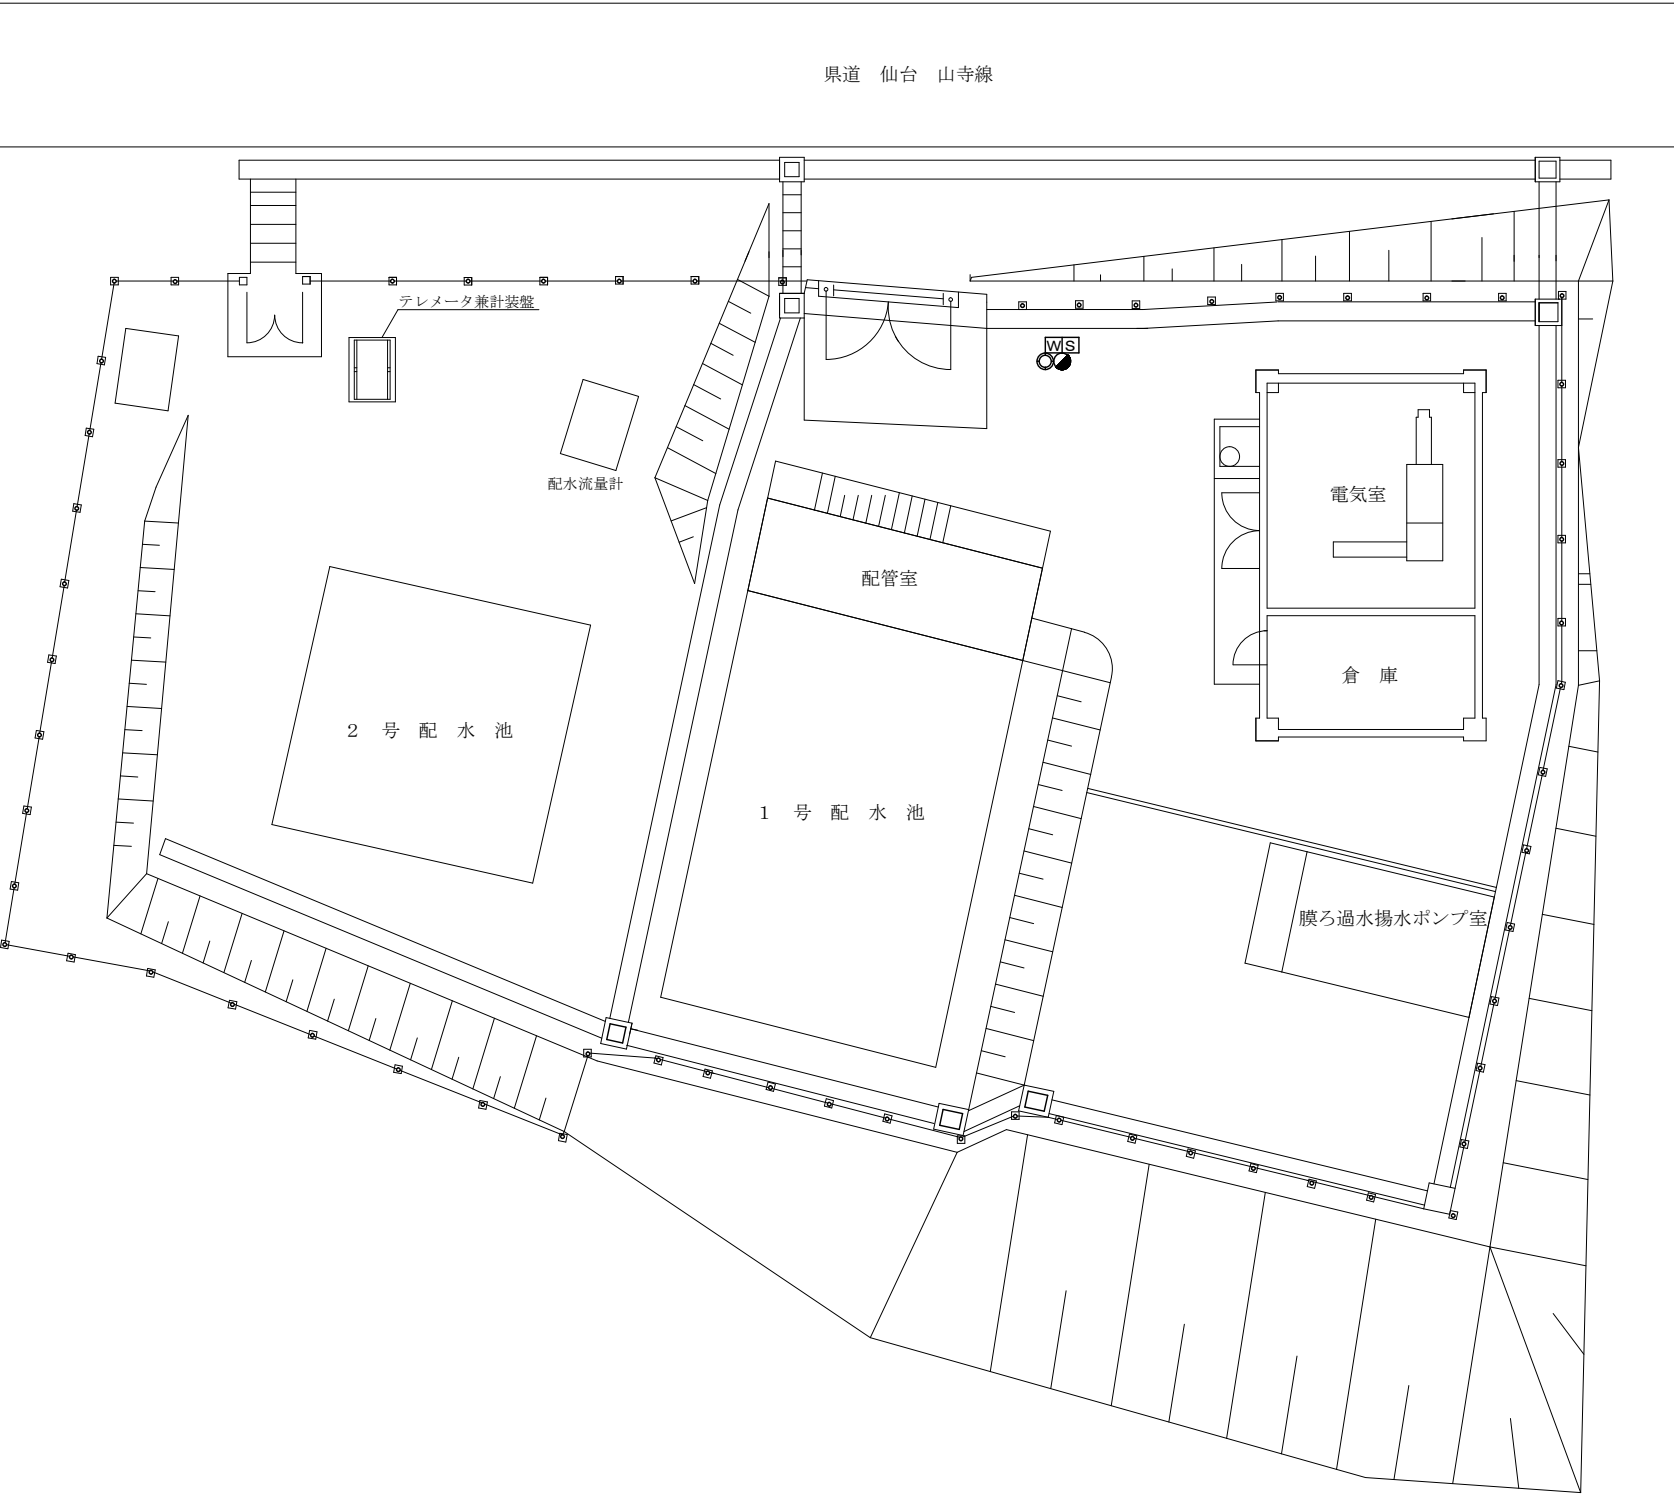 県道　仙台　山寺線
テレメータ兼計装盤
WS
配水流量計
電気室
配管室
倉　庫
２　号　配　水　池
１　号　配　水　池
膜ろ過水揚水ポンプ室